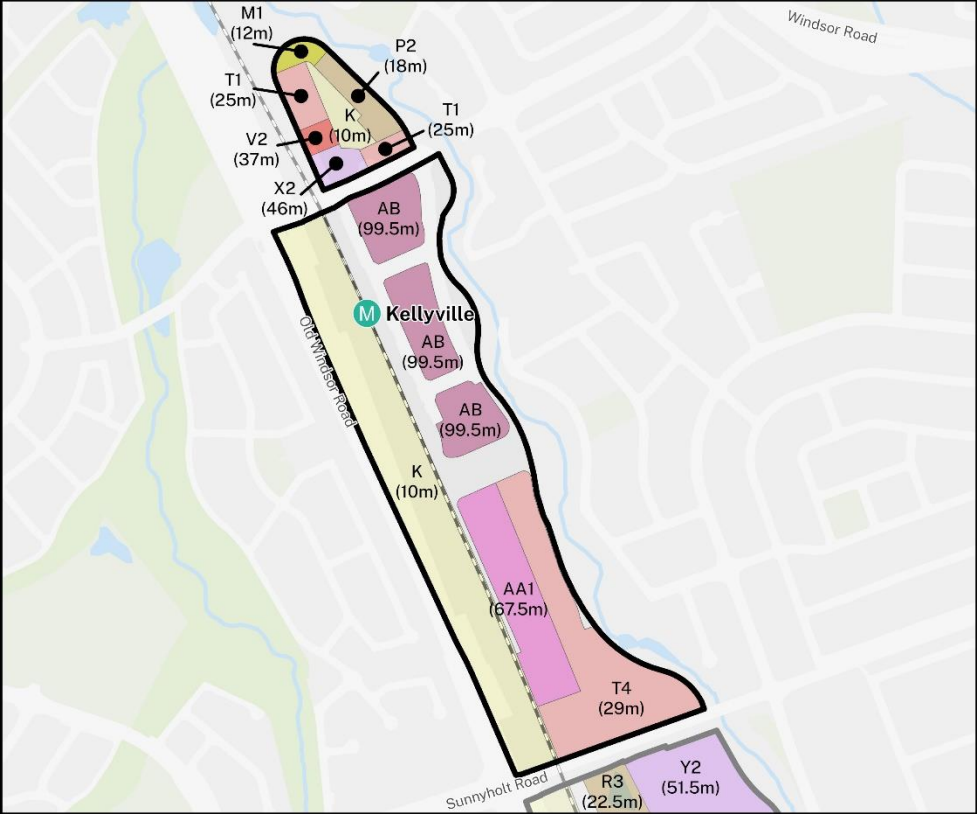 M1
(12m)
Windsor Road
P2
(18m)
T1
(25m)
K
(10m)
T1
(25m)
V2
(37m)
X2
(46m)
AB
(99.5m)
M Kellyville
AB
(99.5m)
Old Windsor Road
AB
(99.5m)
K
(10m)
AA1
(67.5m)
T4
(29m)
Sunnyholt Road
R3
(22.5m)
Y2
(51.5m)